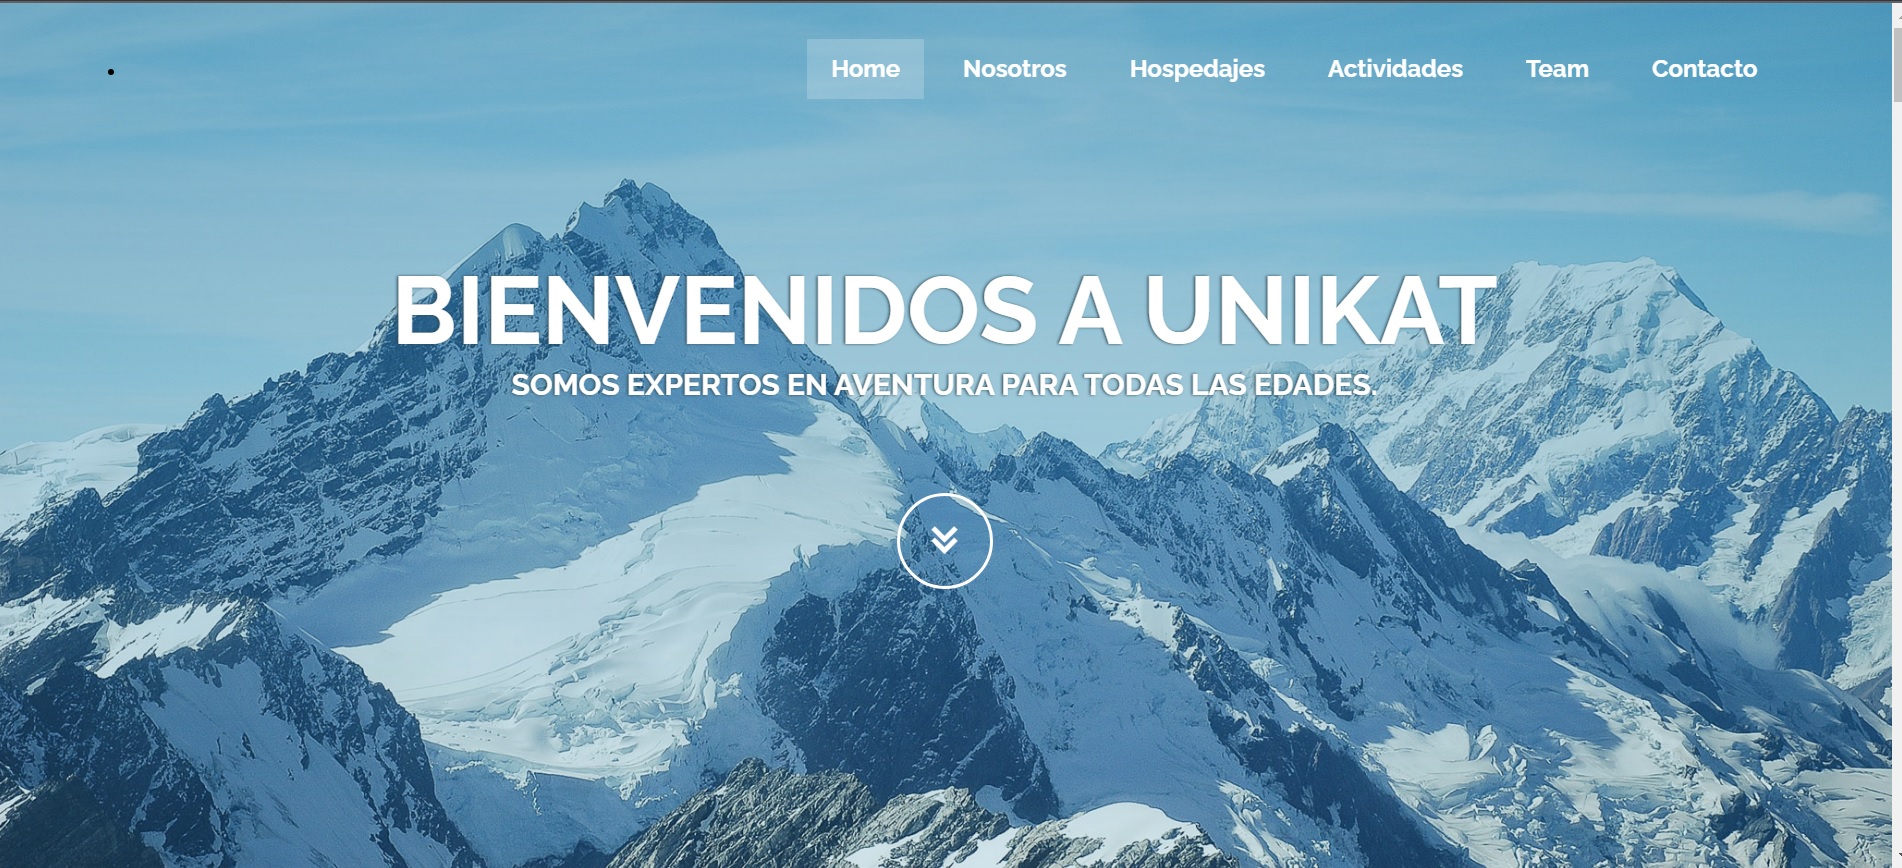 Home Nosotros Hospedajes Actividades Team Contacto
BIENVENIDOS A UNIKAT
SOMOS EXPERTOS EN AVENTURA PARA TODAS LAS EDADES.